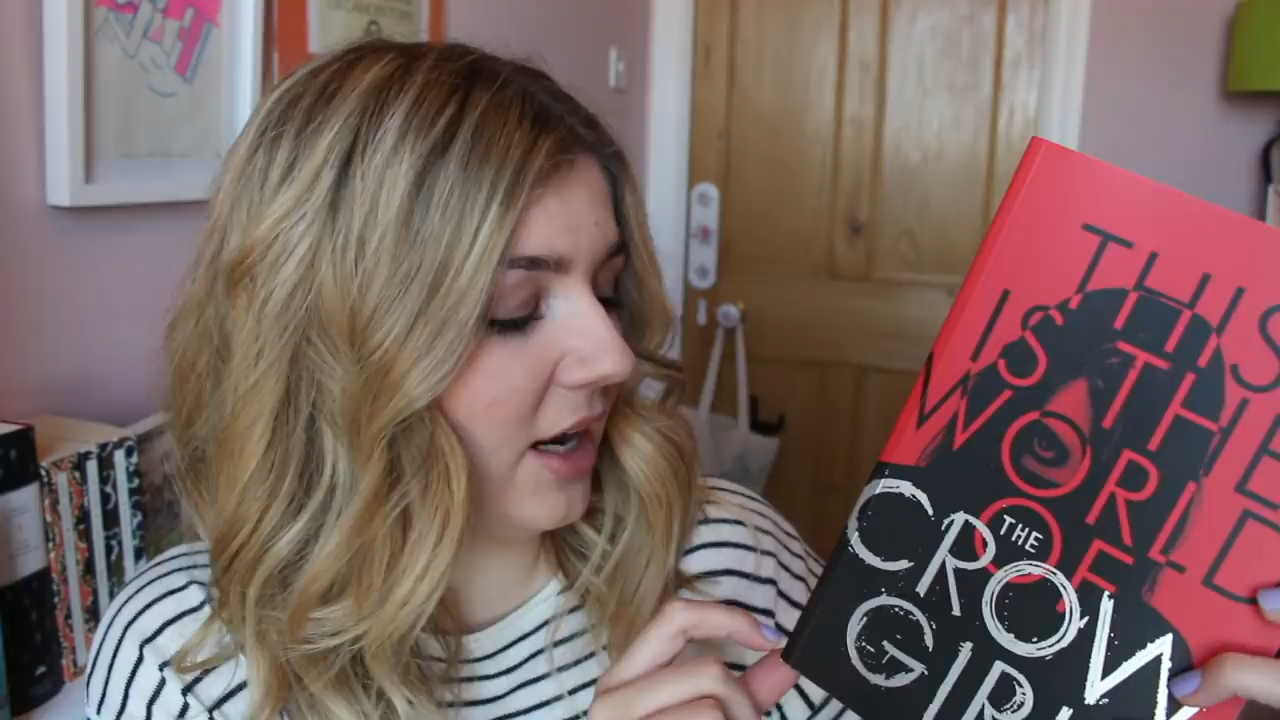 THIS
IS THE
WORLD
OF
THE
CROW
GIRL